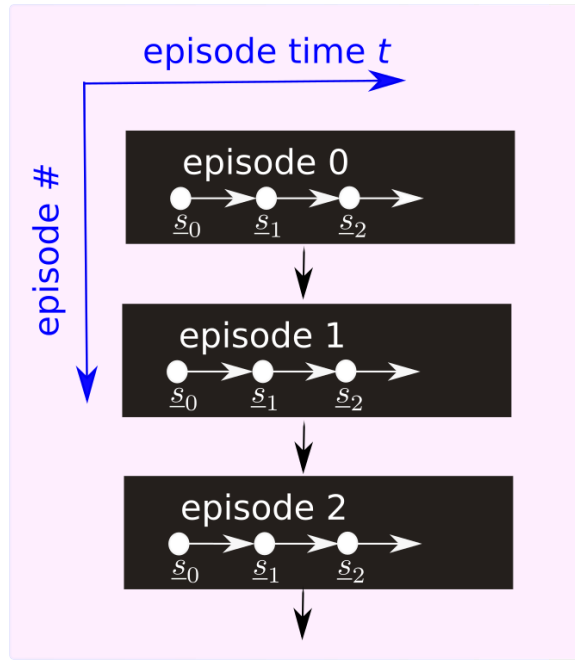 episode time t
episode #
episode 0
s₀ s₁ s₂
episode 1
s₀ s₁ s₂
episode 2
s₀ s₁ s₂